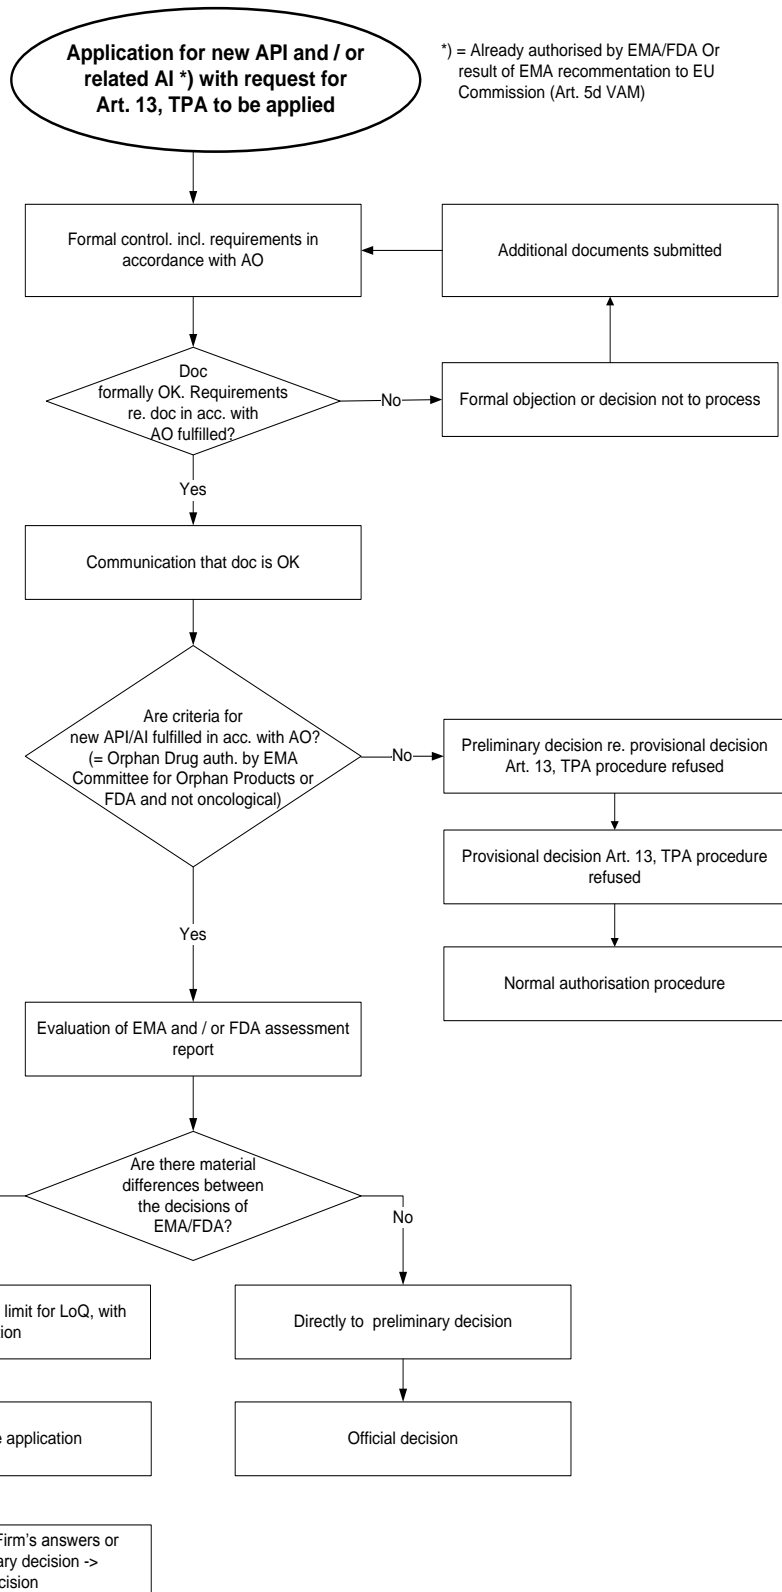 Application for new API and / or
related AI *) with request for
Art. 13, TPA to be applied
*) = Already authorised by EMA/FDA Or
result of EMA recommentation to EU
Commission (Art. 5d VAM)
Formal control. incl. requirements in
accordance with AO
Additional documents submitted
Doc
formally OK. Requirements
re. doc in acc. with
AO fulfilled?
No
Formal objection or decision not to process
Yes
Communication that doc is OK
Are criteria for
new API/AI fulfilled in acc. with AO?
(= Orphan Drug auth. by EMA
Committee for Orphan Products or
FDA and not oncological)
No
Preliminary decision re. provisional decision
Art. 13, TPA procedure refused
Provisional decision Art. 13, TPA procedure
refused
Normal authorisation procedure
Yes
Evaluation of EMA and / or FDA assessment
report
Are there material
differences between
the decisions of
EMA/FDA?
No
limit for LoQ, with
Directly to preliminary decision
application
Official decision
Firm's answers or
decision ->